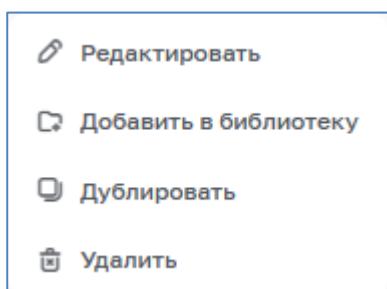 Редактировать
Добавить в библиотеку
Дублировать
Удалить